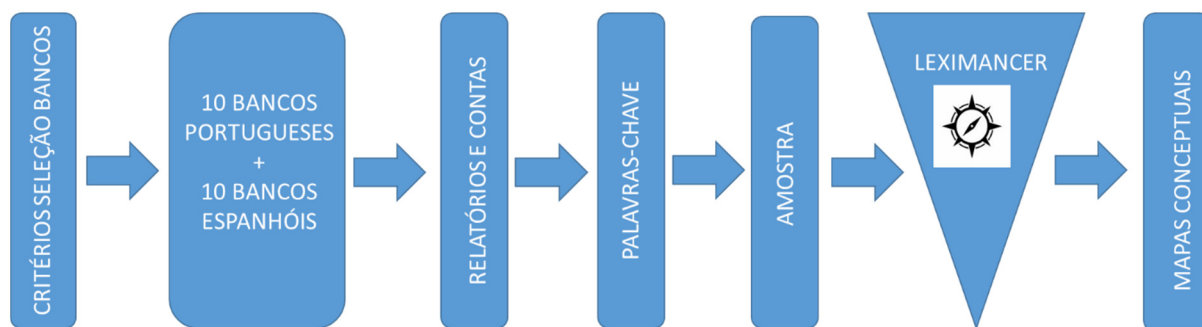 CRITÉRIOS SELEÇÃO BANCOS
10 BANCOS
PORTUGUESES
+
10 BANCOS
ESPANHÓIS
RELATÓRIOS E CONTAS
PALAVRAS-CHAVE
AMOSTRA
LEXIMANCER
MAPAS CONCEPTUAIS